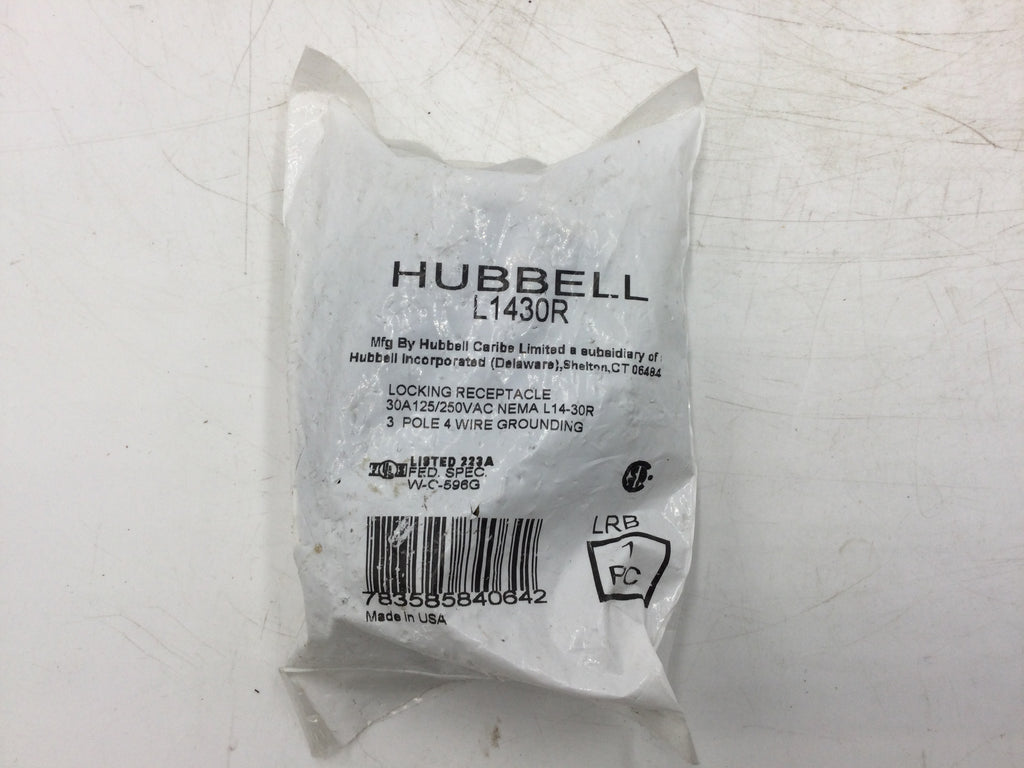 HUBBELL
L1430R
Mfg By Hubbell Caribe Limited a subsidiary of
Hubbell Incorporated (Delaware),Shelton,CT 06484
LOCKING RECEPTACLE
30A125/250VAC NEMA L14-30R
3 POLE 4 WIRE GROUNDING
LISTED 223A
FED. SPEC.
W-C-596G
LRB
1
PC
783585840642
Made in USA